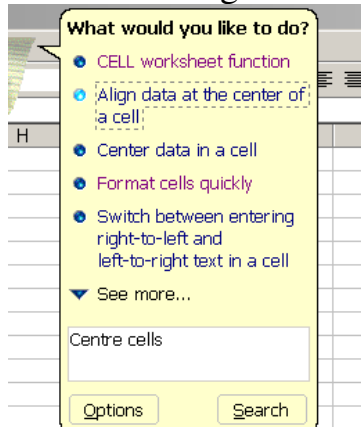 What would you like to do?
CELL worksheet function
Align data at the center of
a cell
H
Center data in a cell
Format cells quickly
Switch between entering
right-to-left and
left-to-right text in a cell
See more...
Centre cells
Options Search